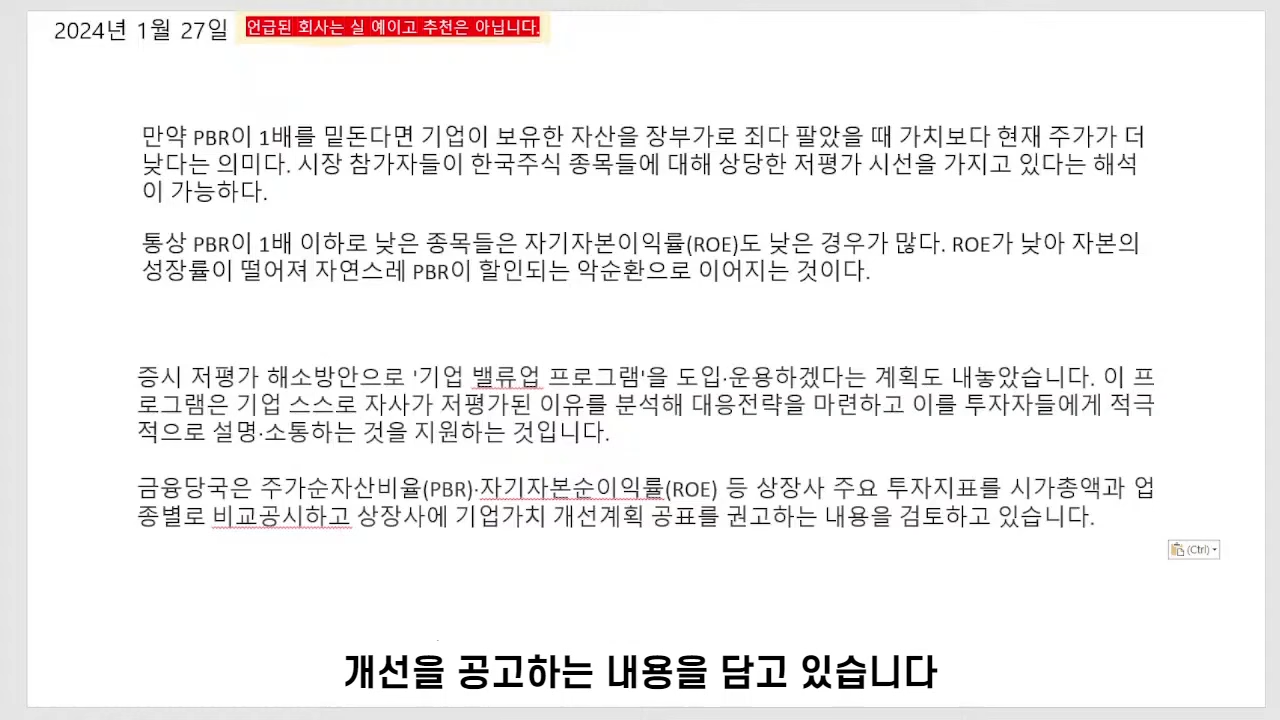 2024년 1월 27일
언급된 회사는 실 예이고 추천은 아닙니다.
만약 PBR이 1배를 밑돈다면 기업이 보유한 자산을 장부가로 죄다 팔았을 때 가치보다 현재 주가가 더
낮다는 의미다. 시장 참가자들이 한국주식 종목들에 대해 상당한 저평가 시선을 가지고 있다는 해석
이 가능하다.
통상 PBR이 1배 이하로 낮은 종목들은 자기자본이익률(ROE)도 낮은 경우가 많다. ROE가 낮아 자본의
성장률이 떨어져 자연스레 PBR이 할인되는 악순환으로 이어지는 것이다.
증시 저평가 해소방안으로 '기업 밸류업 프로그램'을 도입·운용하겠다는 계획도 내놓았습니다. 이 프
로그램은 기업 스스로 자사가 저평가된 이유를 분석해 대응전략을 마련하고 이를 투자자들에게 적극
적으로 설명·소통하는 것을 지원하는 것입니다.
금융당국은 주가순자산비율(PBR)·자기자본순이익률(ROE) 등 상장사 주요 투자지표를 시가총액과 업
종별로 비교공시하고 상장사에 기업가치 개선계획 공표를 권고하는 내용을 검토하고 있습니다.
(Ctrl)
개선을 공고하는 내용을 담고 있습니다